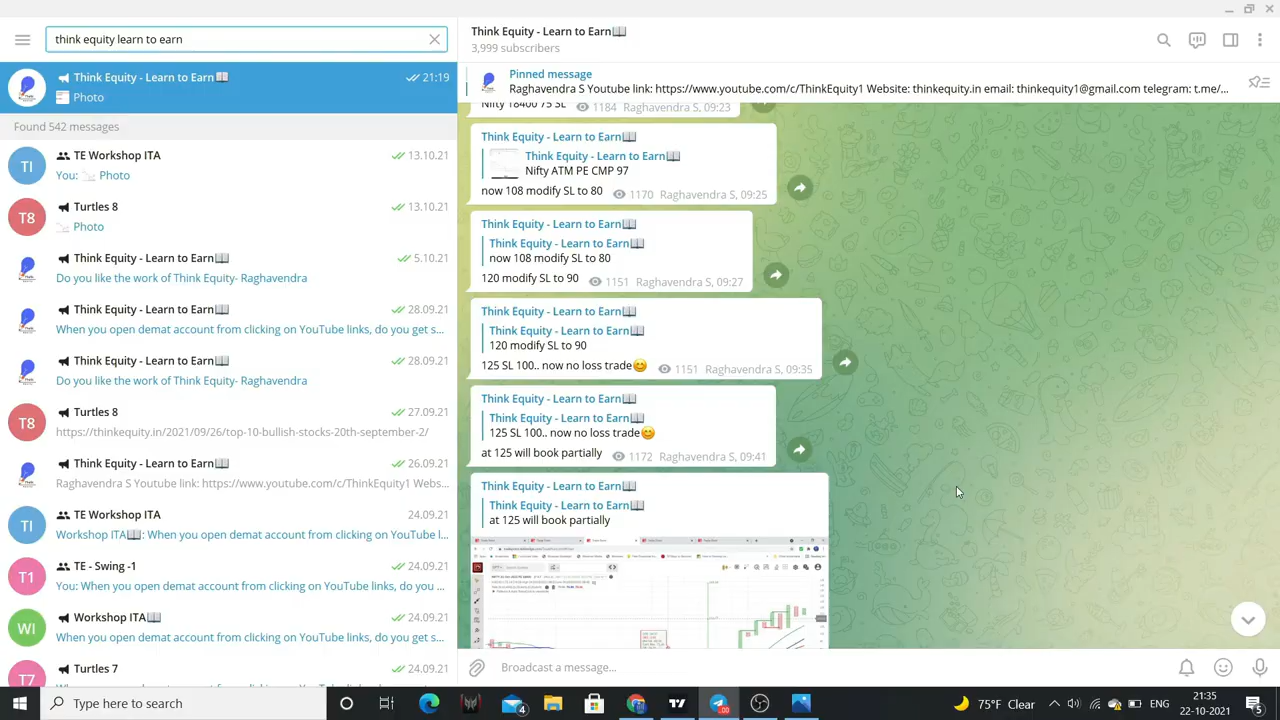 think equity learn to earn
Think Equity - Learn to Earn📖
21:19
Photo
Found 542 messages
TI
TE Workshop ITA
13.10.21
You: Photo
T8
Turtles 8
13.10.21
Photo
Think Equity - Learn to Earn📖
5.10.21
Do you like the work of Think Equity- Raghavendra
Think Equity - Learn to Earn📖
28.09.21
When you open demat account from clicking on YouTube links, do you get s...
Think Equity - Learn to Earn📖
28.09.21
Do you like the work of Think Equity- Raghavendra
T8
Turtles 8
27.09.21
https://thinkequity.in/2021/09/26/top-10-bullish-stocks-20th-september-2/
Think Equity - Learn to Earn📖
26.09.21
Raghavendra S Youtube link: https://www.youtube.com/c/ThinkEquity1 Webs...
TI
TE Workshop ITA
24.09.21
Workshop ITA📖: When you open demat account from clicking on YouTube l...
T1
TE - Swing -1
24.09.21
You: When you open demat account from clicking on YouTube links, do you ...
WI
Workshop ITA📖
24.09.21
When you open demat account from clicking on YouTube links, do you get s...
T7
Turtles 7
24.09.21
Think Equity - Learn to Earn📖
3,999 subscribers
Pinned message
Raghavendra S Youtube link: https://www.youtube.com/c/ThinkEquity1 Website: thinkequity.in email: thinkequity1@gmail.com telegram: t.me/...
Nifty 18400 75 SL 1184 Raghavendra S, 09:23
Think Equity - Learn to Earn📖
Think Equity - Learn to Earn📖
Nifty ATM PE CMP 97
now 108 modify SL to 80 1170 Raghavendra S, 09:25
Think Equity - Learn to Earn📖
Think Equity - Learn to Earn📖
now 108 modify SL to 80
120 modify SL to 90 1151 Raghavendra S, 09:27
Think Equity - Learn to Earn📖
Think Equity - Learn to Earn📖
120 modify SL to 90
125 SL 100.. now no loss trade😊 1151 Raghavendra S, 09:35
Think Equity - Learn to Earn📖
Think Equity - Learn to Earn📖
125 SL 100.. now no loss trade😊
at 125 will book partially 1172 Raghavendra S, 09:41
Think Equity - Learn to Earn📖
Think Equity - Learn to Earn📖
at 125 will book partially
Broadcast a message...
Type here to search
4
75°F Clear
ENG
21:35
22-10-2021
5